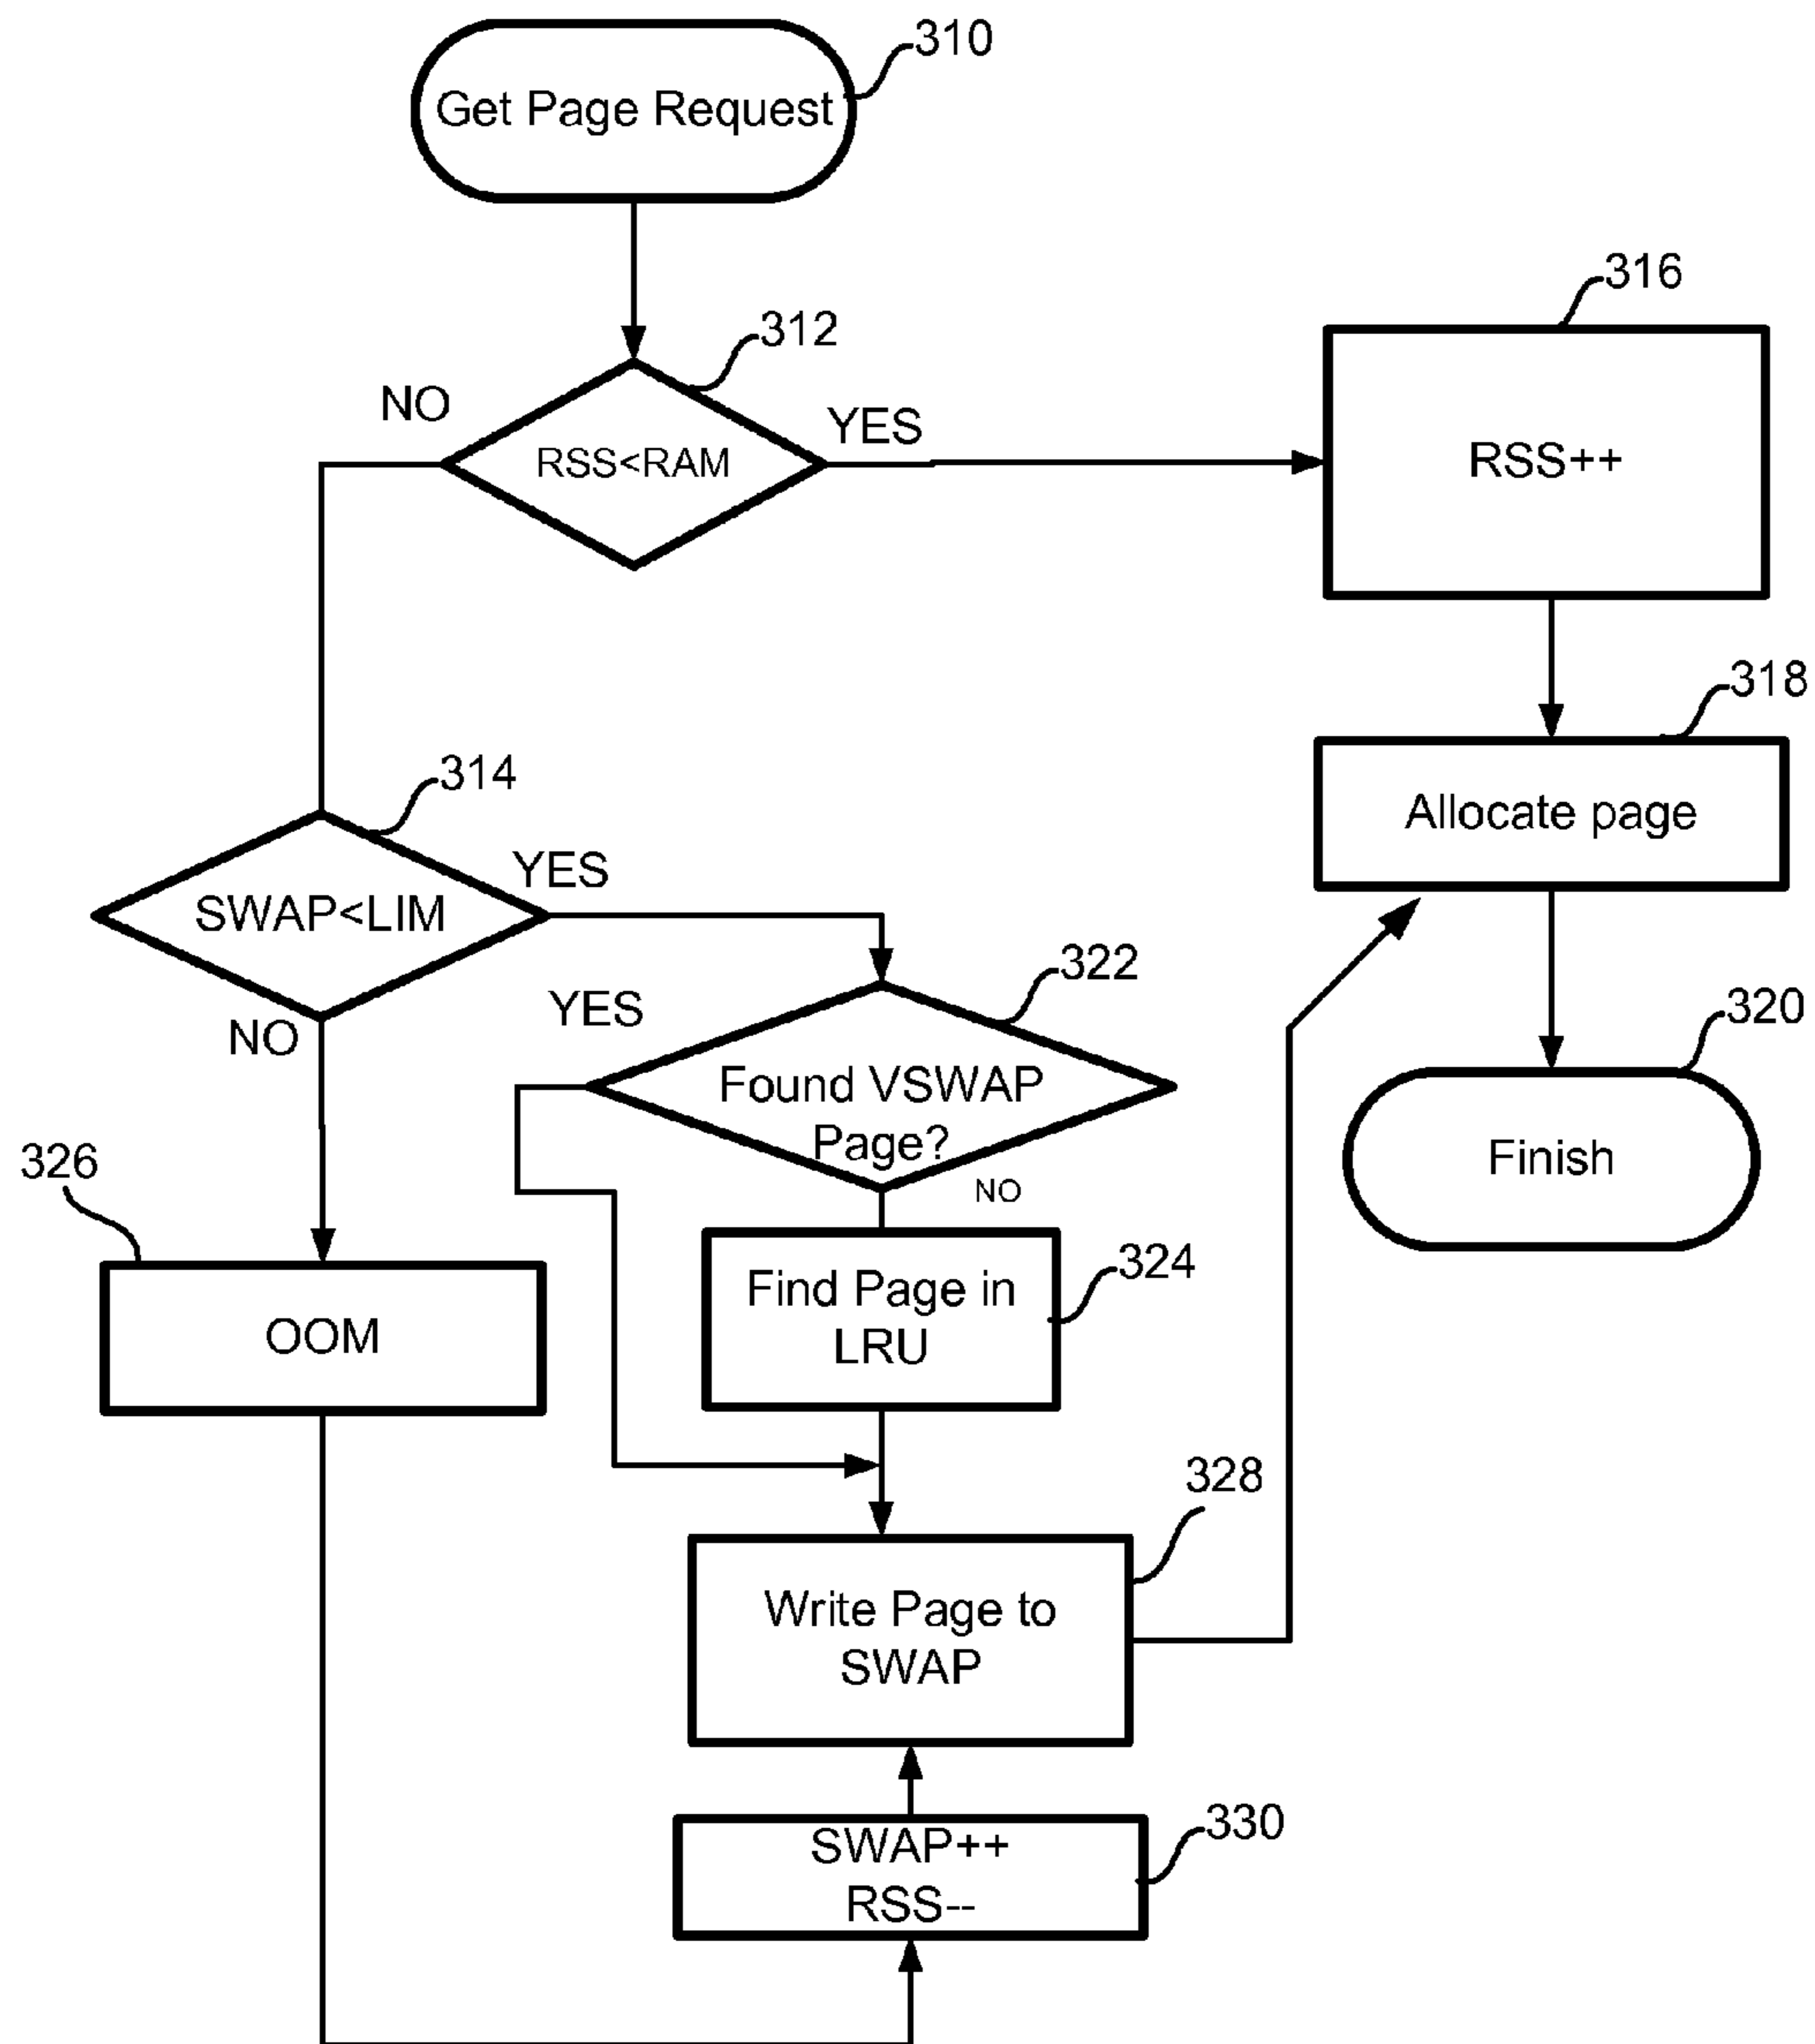 310
Get Page Request
316
312
NO
YES
RSS<RAM
RSS++
318
314
Allocate page
YES
SWAP<LIM
322
YES
320
NO
Found VSWAP
Page?
Finish
326
NO
324
Find Page in
LRU
OOM
328
Write Page to
SWAP
330
SWAP++
RSS--